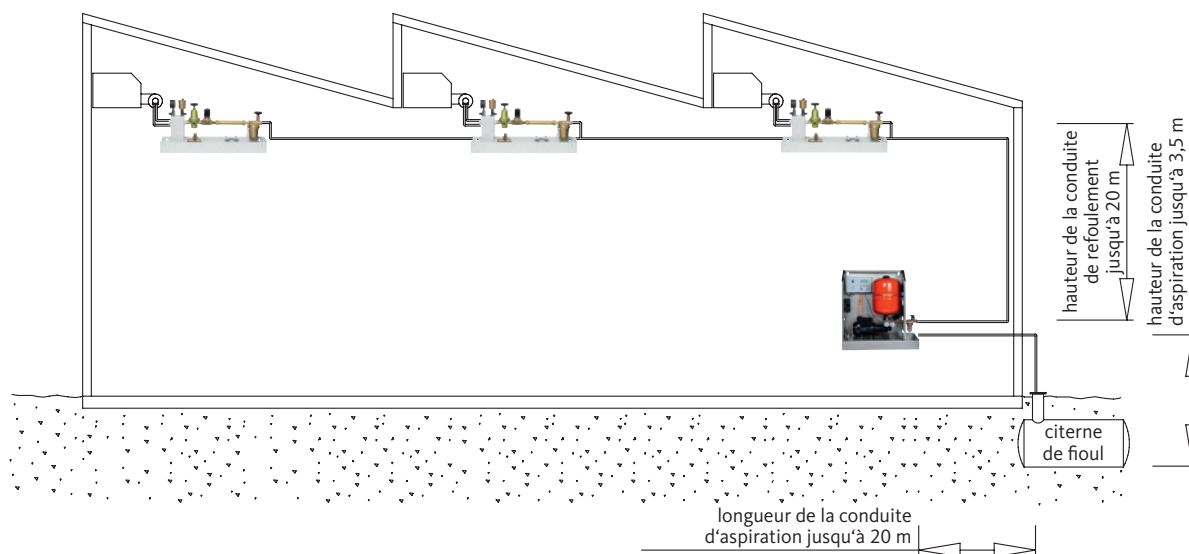 hauteur de la conduite
de refoulement
jusqu‘à 20 m
hauteur de la conduite
d‘aspiration jusqu‘à 3,5 m
citerne
de fioul
longueur de la conduite
d‘aspiration jusqu‘à 20 m